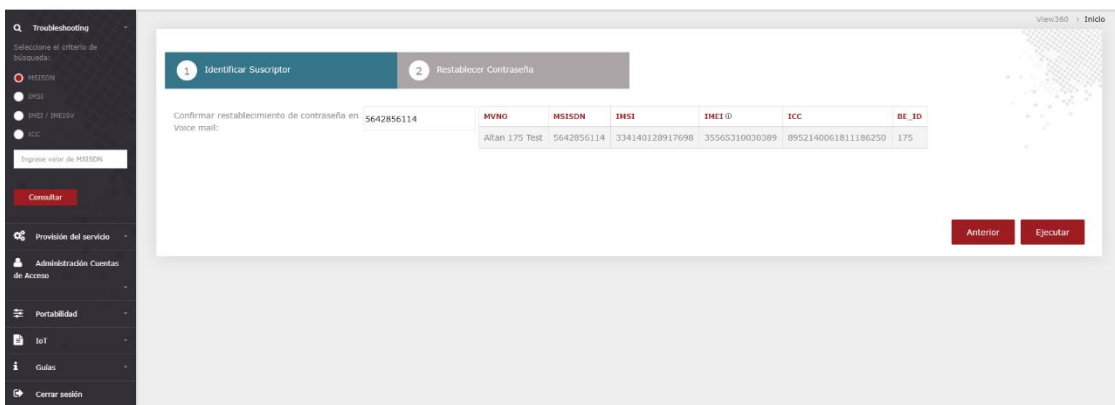 View360 > Inicio
Troubleshooting
Seleccione el criterio de
búsqueda:
MSISDN
IMSI
IMEI / IMEISV
ICC
Ingrese valor de MSISDN
Consultar
Provisión del servicio
Administración Cuentas
de Acceso
Portabilidad
IoT
Guías
Cerrar sesión
1 Identificar Suscriptor
2 Restablecer Contraseña
Confirmar restablecimiento de contraseña en
Voice mail:
5642856114
MVNO MSISDN IMSI IMEI ICC BE_ID
Altan 175 Test 5642856114 334140128917698 35565310030389 8952140061811186250 175
Anterior Ejecutar